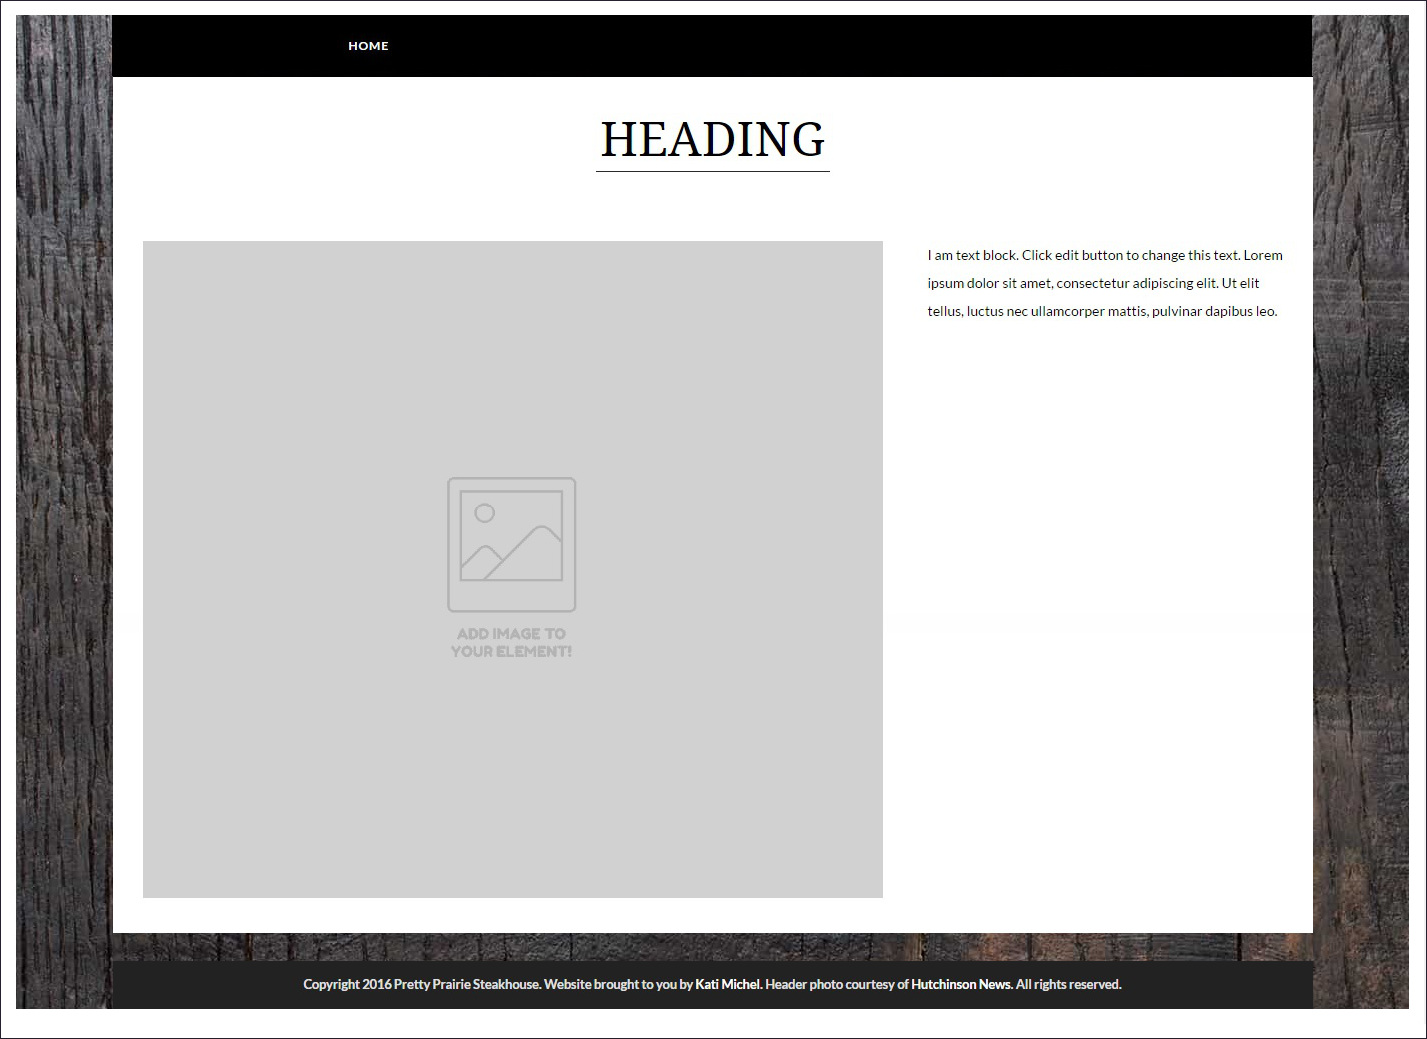 HOME
HEADING
I am text block. Click edit button to change this text. Lorem
ipsum dolor sit amet, consectetur adipiscing elit. Ut elit
tellus, luctus nec ullamcorper mattis, pulvinar dapibus leo.
ADD IMAGE TO
YOUR ELEMENT!
Copyright 2016 Pretty Prairie Steakhouse. Website brought to you by Kati Michel. Header photo courtesy of Hutchinson News. All rights reserved.